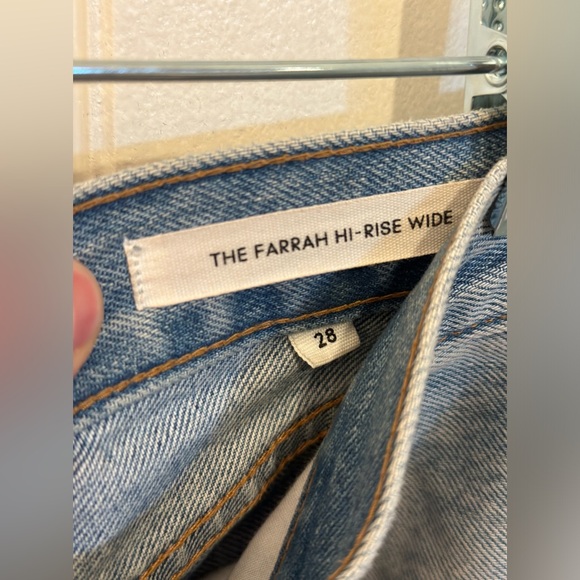 THE FARRAH HI-RISE WIDE
28